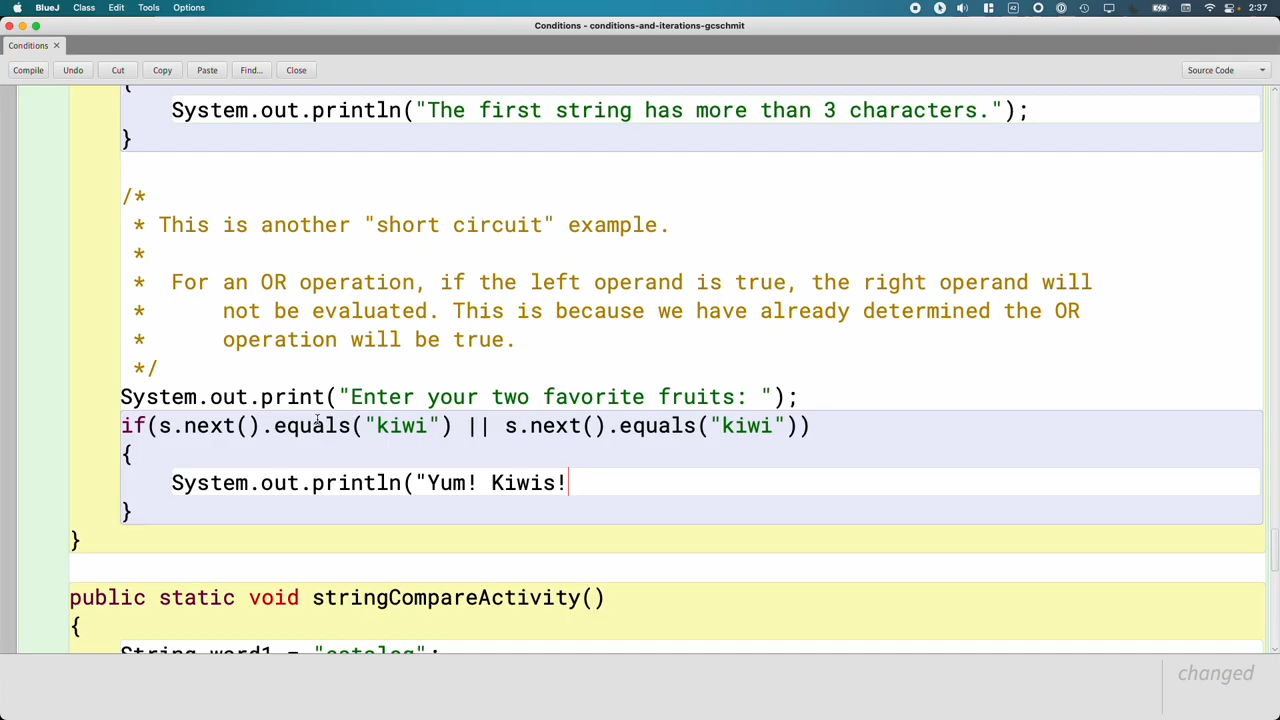 BlueJ Class Edit Tools Options 2:37
Conditions - conditions-and-iterations-gcschmit
Conditions ×
Compile Undo Cut Copy Paste Find... Close Source Code
{
System.out.println("The first string has more than 3 characters.");
}
/*
* This is another "short circuit" example.
*
* For an OR operation, if the left operand is true, the right operand will
* not be evaluated. This is because we have already determined the OR
* operation will be true.
*/
System.out.print("Enter your two favorite fruits: ");
if(s.next().equals("kiwi") || s.next().equals("kiwi"))
{
System.out.println("Yum! Kiwis!
}
}
public static void stringCompareActivity()
{
String word1 = "catalog";
changed